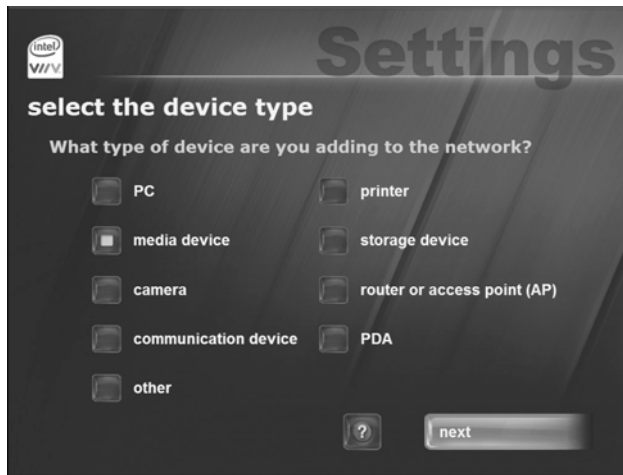 intel
VIIV
Settings
select the device type
What type of device are you adding to the network?
PC
printer
media device
storage device
camera
router or access point (AP)
communication device
PDA
other
?
next